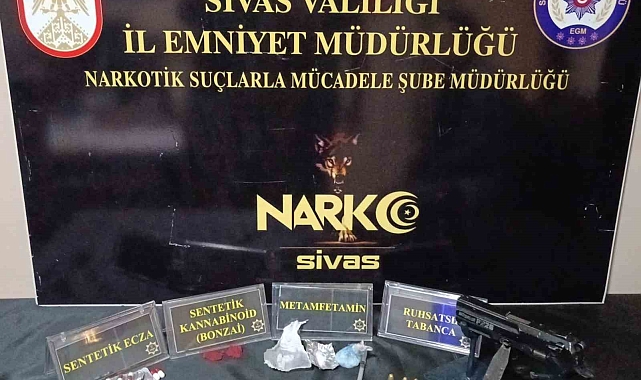 SİVAS VALİLİĞİ
İL EMNİYET MÜDÜRLÜĞÜ
NARKOTİK SUÇLARLA MÜCADELE ŞUBE MÜDÜRLÜĞÜ
EGM
NARKO
sivas
SENTETİK ECZA
SENTETİK
KANNABİNOİD
(BONZAİ)
METAMFETAMİN
TABANCA